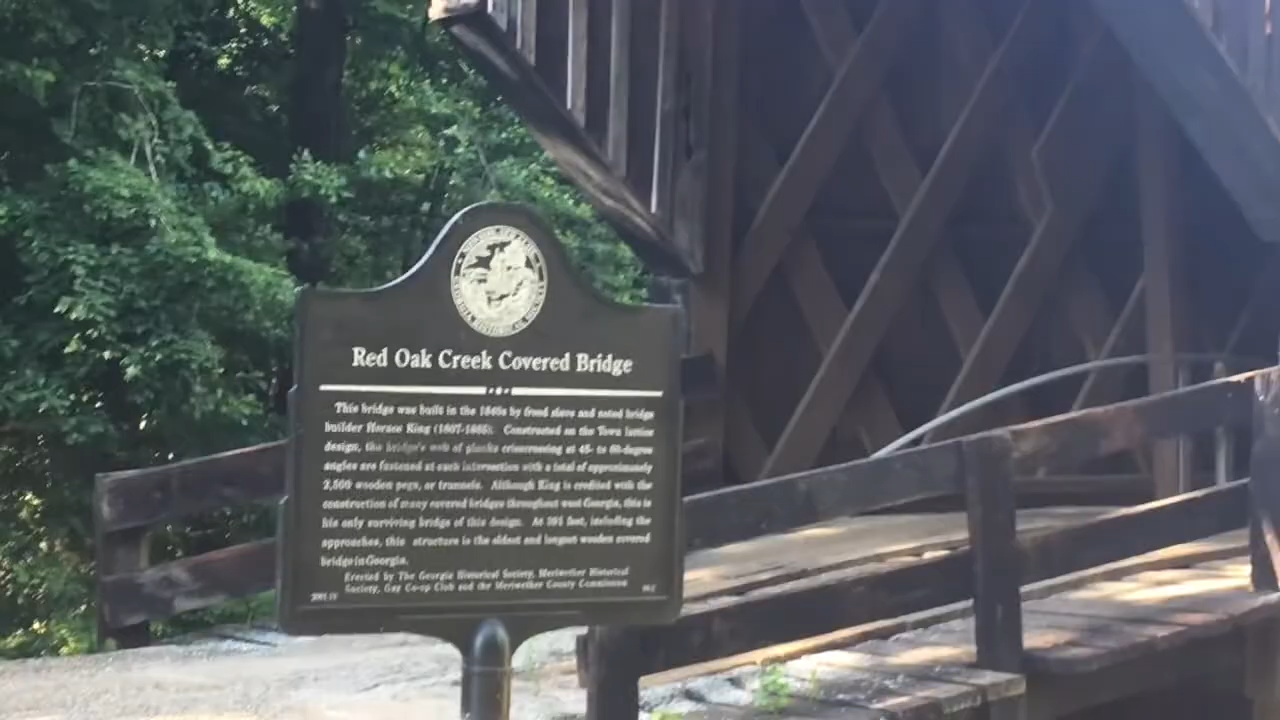 Red Oak Creek Covered Bridge
This bridge was built in the 1840s by freed slave and noted bridge
builder Horace King (1807-1885). Constructed on the Town lattice
design, the bridge's web of planks crisscrossing at 45- to 60-degree
angles are fastened at each intersection with a total of approximately
2,500 wooden pegs, or trunnels. Although King is credited with the
construction of many covered bridges throughout west Georgia, this is
his only surviving bridge of this design. At 391 feet, including the
approaches, this structure is the oldest and longest wooden covered
bridge in Georgia.
Erected by The Georgia Historical Society, Meriwether Historical
Society, Gay Co-op Club and the Meriwether County Commission